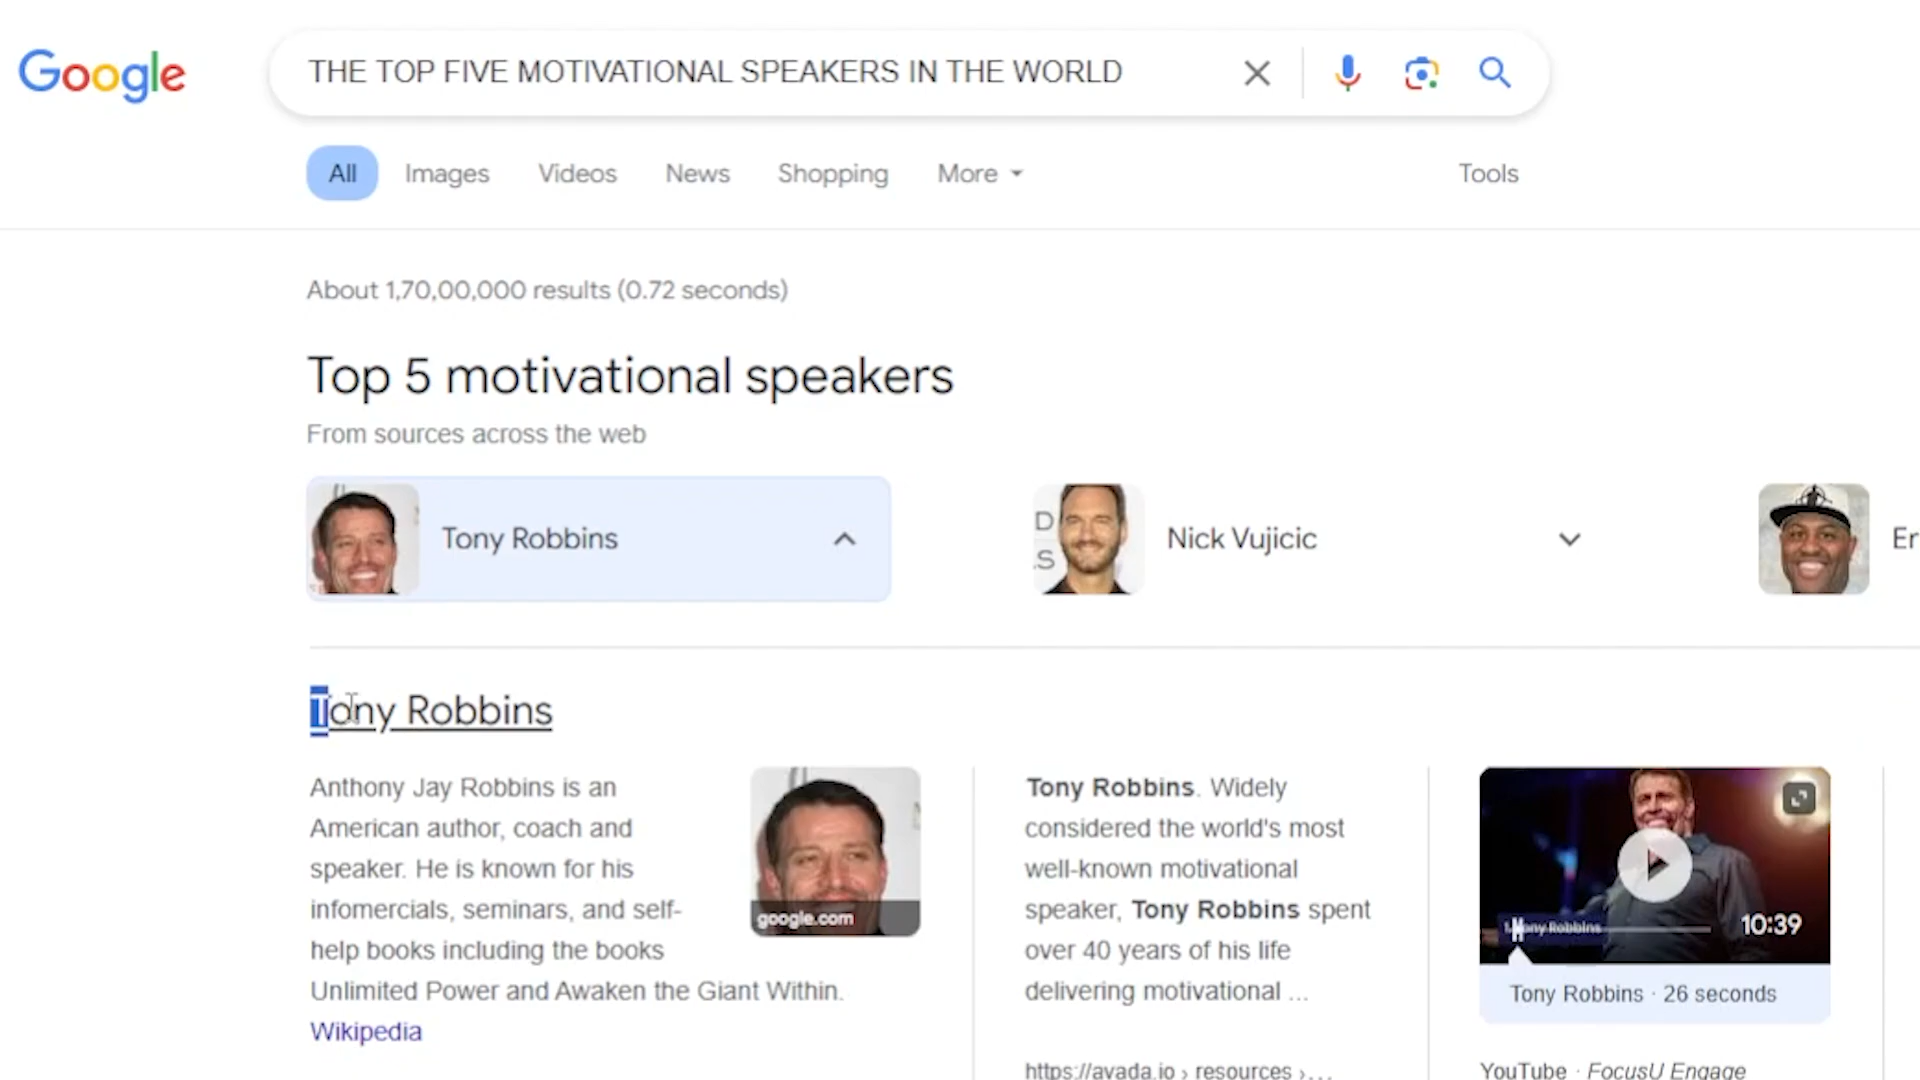 Google
THE TOP FIVE MOTIVATIONAL SPEAKERS IN THE WORLD
All Images Videos News Shopping More Tools
About 1,70,00,000 results (0.72 seconds)
Top 5 motivational speakers
From sources across the web
Tony Robbins
D
S
Nick Vujicic
Er
Tony Robbins
Anthony Jay Robbins is an
American author, coach and
speaker. He is known for his
infomercials, seminars, and self-
help books including the books
Unlimited Power and Awaken the Giant Within.
Wikipedia
google.com
Tony Robbins. Widely
considered the world's most
well-known motivational
speaker, Tony Robbins spent
over 40 years of his life
delivering motivational ...
https://avada.io › resources ›...
Tony Robbins
10:39
Tony Robbins · 26 seconds
YouTube · FocusU Engage